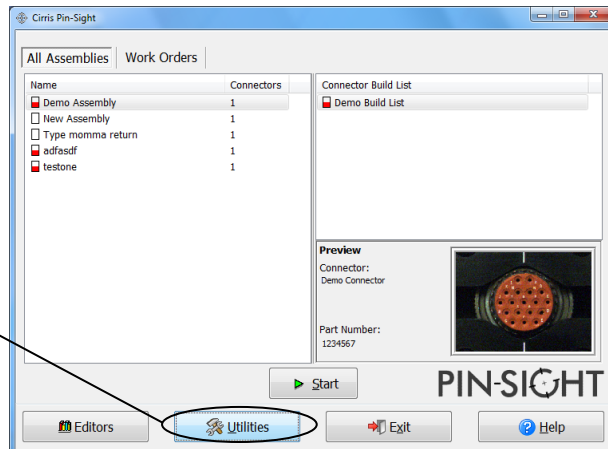 Cirris Pin-Sight
All Assemblies Work Orders
Name Connectors
Demo Assembly 1
New Assembly 1
Type momma return 1
adfasdf 1
testone 1
Connector Build List
Demo Build List
Preview
Connector:
Demo Connector
Part Number:
1234567
Start
PIN-SIGHT
Editors Utilities Exit Help